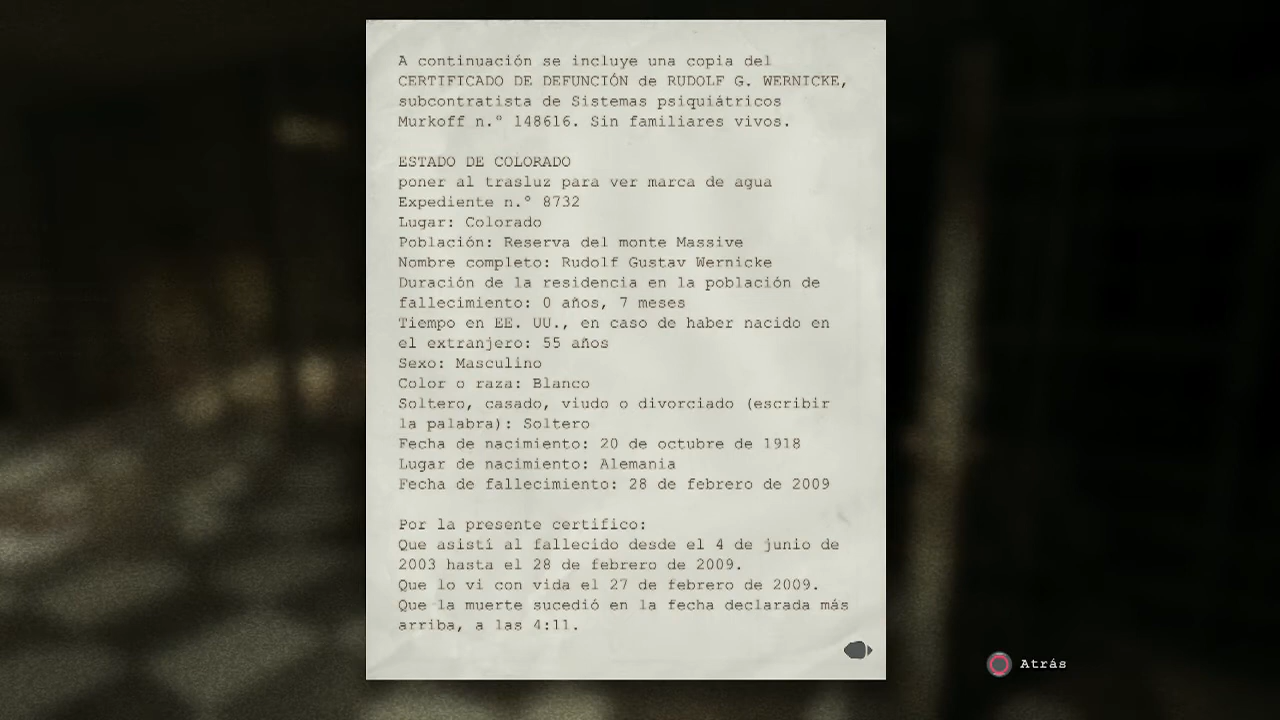 A continuación se incluye una copia del
CERTIFICADO DE DEFUNCIÓN de RUDOLF G. WERNICKE,
subcontratista de Sistemas psiquiátricos
Murkoff n.º 148616. Sin familiares vivos.
ESTADO DE COLORADO
poner al trasluz para ver marca de agua
Expediente n.º 8732
Lugar: Colorado
Población: Reserva del monte Massive
Nombre completo: Rudolf Gustav Wernicke
Duración de la residencia en la población de
fallecimiento: 0 años, 7 meses
Tiempo en EE. UU., en caso de haber nacido en
el extranjero: 55 años
Sexo: Masculino
Color o raza: Blanco
Soltero, casado, viudo o divorciado (escribir
la palabra): Soltero
Fecha de nacimiento: 20 de octubre de 1918
Lugar de nacimiento: Alemania
Fecha de fallecimiento: 28 de febrero de 2009
Por la presente certifico:
Que asistí al fallecido desde el 4 de junio de
2003 hasta el 28 de febrero de 2009.
Que lo vi con vida el 27 de febrero de 2009.
Que la muerte sucedió en la fecha declarada más
arriba, a las 4:11.
Atrás